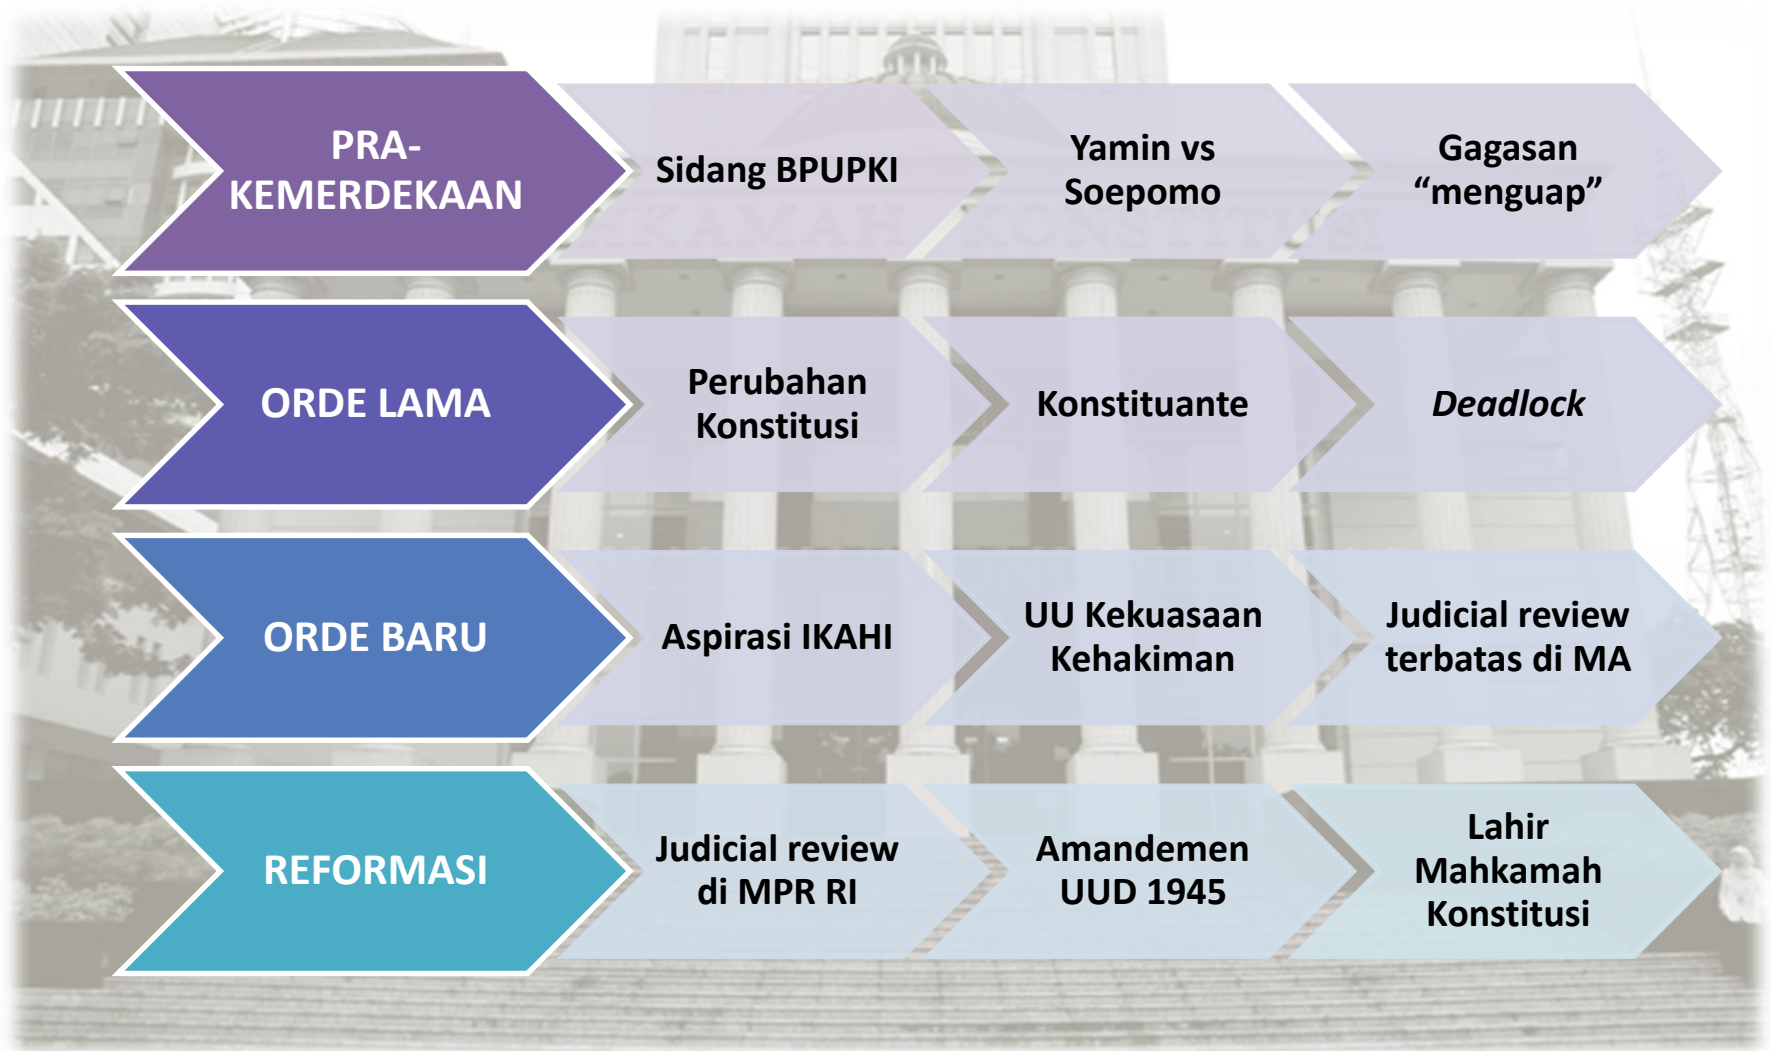 PRA-
KEMERDEKAAN
Sidang BPUPKI
Yamin vs
Soepomo
Gagasan
“menguap”
MAHKAMAH KONSTITUSI
ORDE LAMA
Perubahan
Konstitusi
Konstituante
Deadlock
ORDE BARU
Aspirasi IKAHI
UU Kekuasaan
Kehakiman
Judicial review
terbatas di MA
REFORMASI
Judicial review
di MPR RI
Amandemen
UUD 1945
Lahir
Mahkamah
Konstitusi